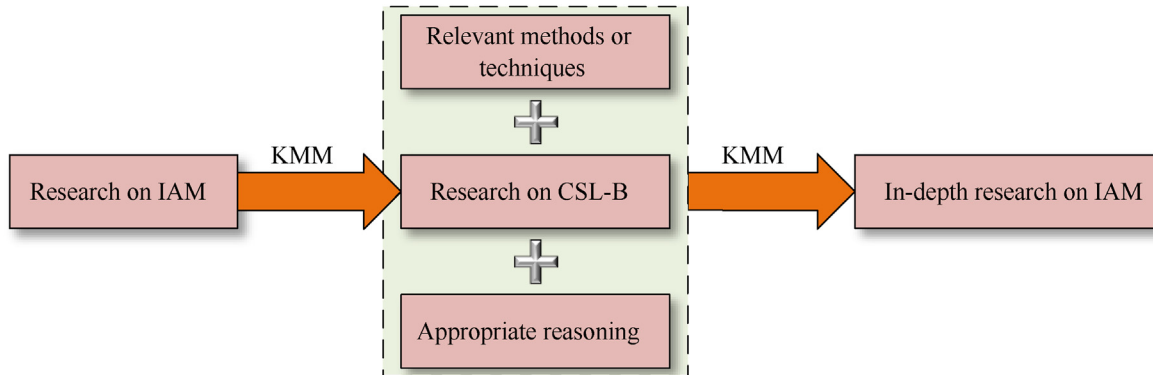 Relevant methods or
techniques
KMM
KMM
Research on IAM
Research on CSL-B
In-depth research on IAM
Appropriate reasoning